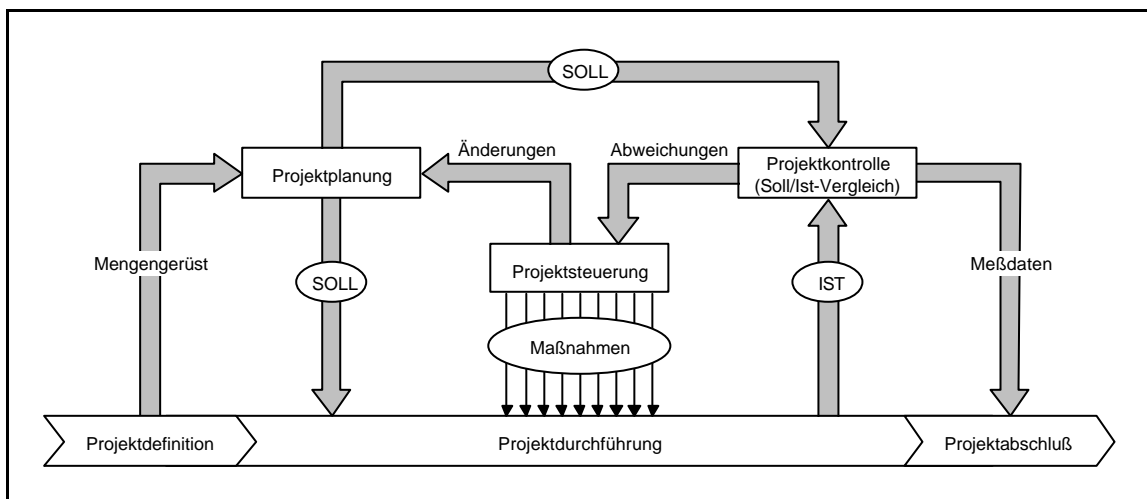 SOLL
Änderungen
Abweichungen
Projektplanung
Projektkontrolle
(Soll/Ist-Vergleich)
Mengengerüst
SOLL
Projektsteuerung
IST
Meßdaten
Maßnahmen
Projektdefinition
Projektdurchführung
Projektabschluß